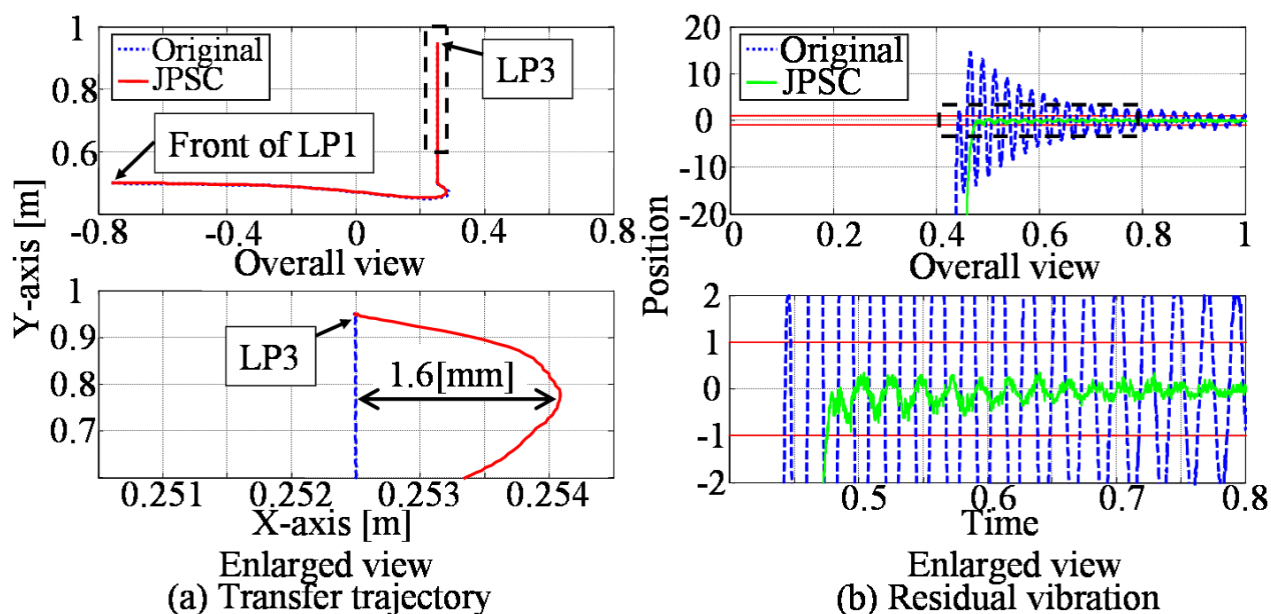 1
0.8
0.6
Y-axis [m]
Original
JPSC
LP3
Front of LP1
-0.8
-0.4
0
0.4
0.8
Overall view
1
0.9
0.8
0.7
LP3
1.6[mm]
0.251
0.252
0.253
0.254
X-axis [m]
Enlarged view
(a) Transfer trajectory
20
10
0
-10
-20
Position
Original
JPSC
0
0.2
0.4
0.6
0.8
1
Overall view
2
1
0
-1
-2
0.5
0.6
0.7
0.8
Time
Enlarged view
(b) Residual vibration